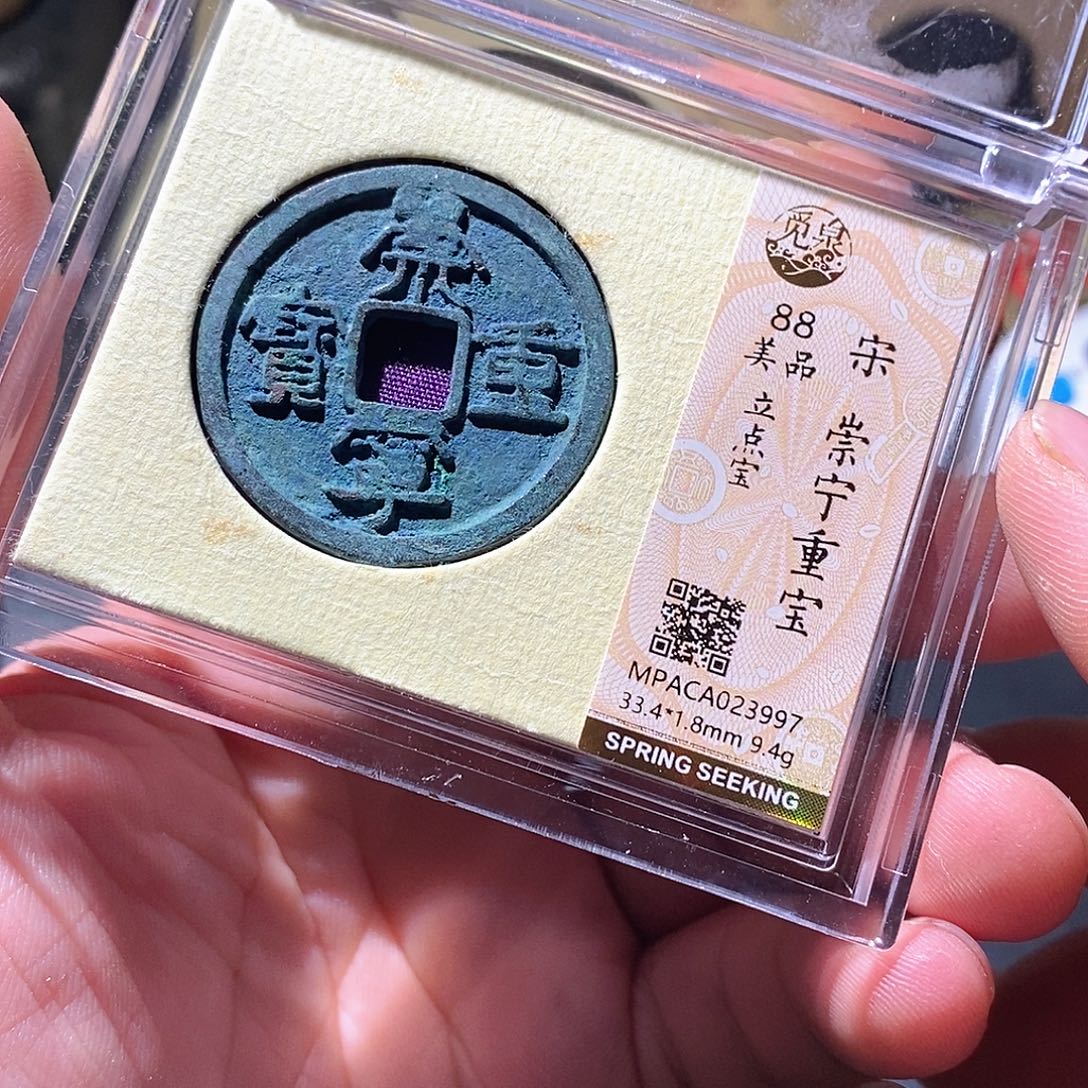 崇
重
寧
寶
觅泉
88
美品
立点宝
宋 崇宁重宝
MPACA023997
33.4*1.8mm 9.4g
SPRING SEEKING